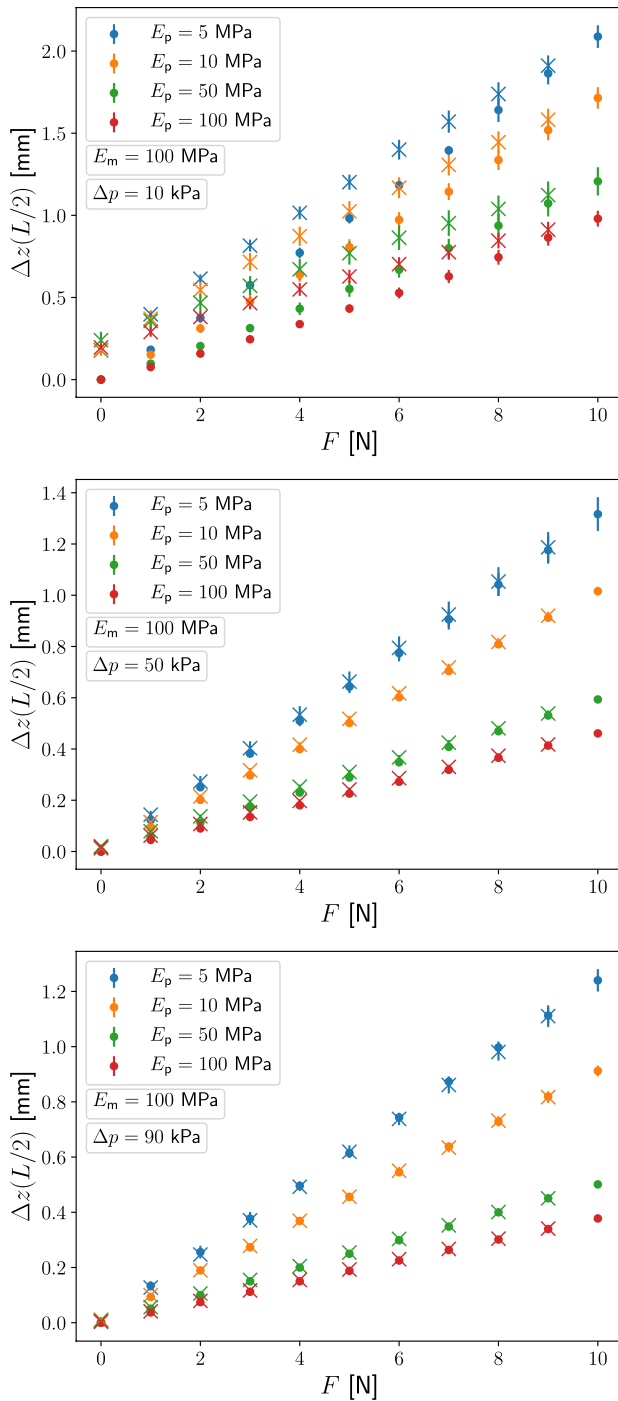 2.0
1.5
1.0
0.5
0.0
Δz(L/2) [mm]
E_p = 5 MPa
E_p = 10 MPa
E_p = 50 MPa
E_p = 100 MPa
E_m = 100 MPa
Δp = 10 kPa
0 2 4 6 8 10
F [N]
1.4
1.2
1.0
0.8
0.6
0.4
0.2
0.0
Δz(L/2) [mm]
E_p = 5 MPa
E_p = 10 MPa
E_p = 50 MPa
E_p = 100 MPa
E_m = 100 MPa
Δp = 50 kPa
0 2 4 6 8 10
F [N]
1.2
1.0
0.8
0.6
0.4
0.2
0.0
Δz(L/2) [mm]
E_p = 5 MPa
E_p = 10 MPa
E_p = 50 MPa
E_p = 100 MPa
E_m = 100 MPa
Δp = 90 kPa
0 2 4 6 8 10
F [N]